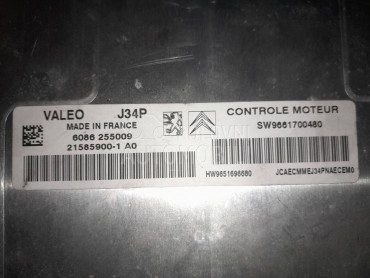 VALEO J34P
MADE IN FRANCE
6086 255009
21585900-1 A0
CONTROLE MOTEUR
SW9661700480
HW9651696680
JCAECMMEJ34PNAECEM0